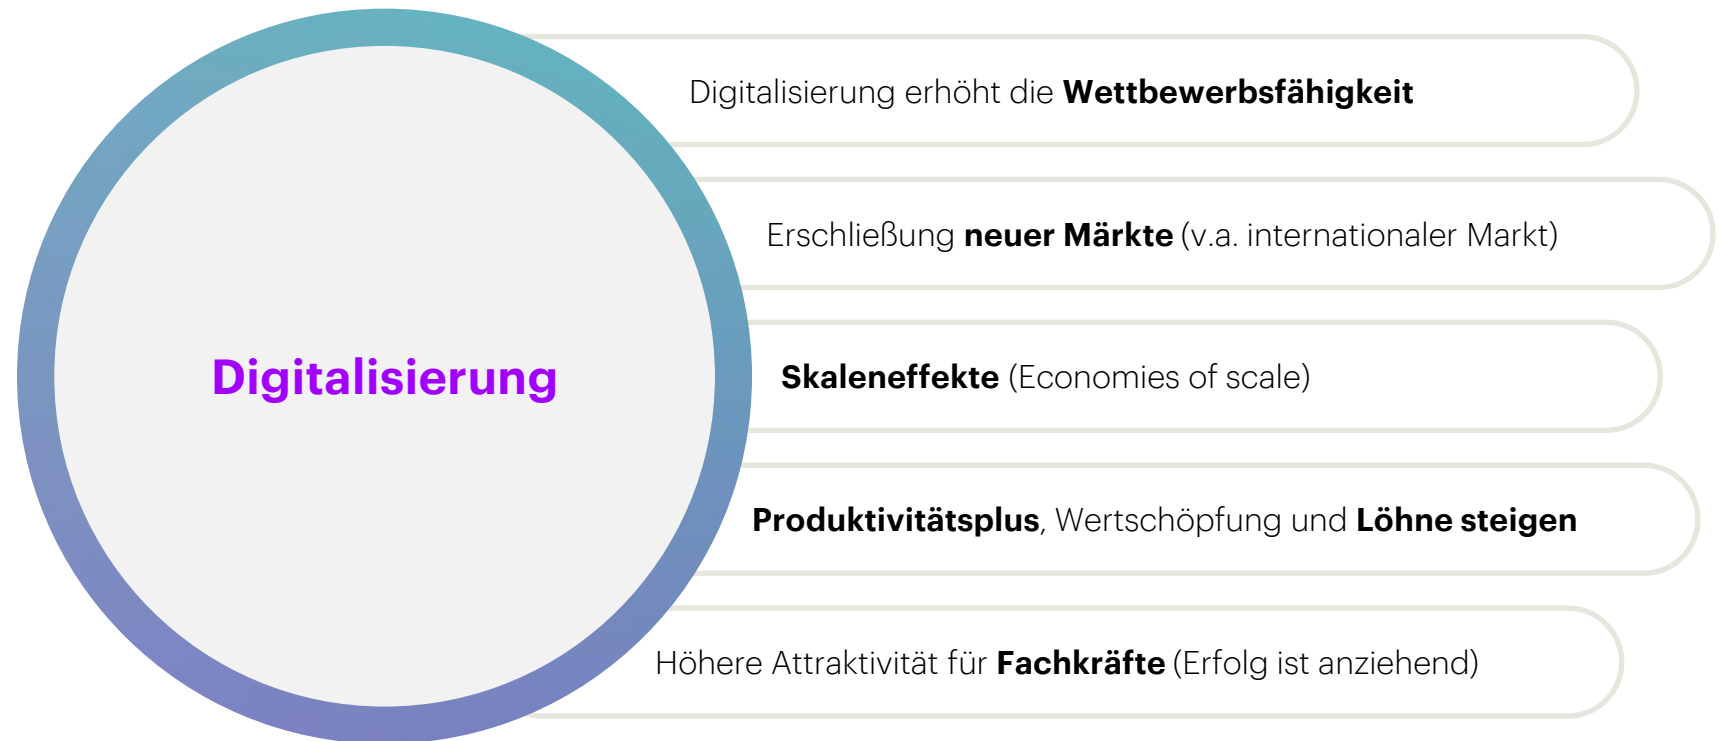 Digitalisierung erhöht die Wettbewerbsfähigkeit
Erschließung neuer Märkte (v.a. internationaler Markt)
Digitalisierung
Skaleneffekte (Economies of scale)
Produktivitätsplus, Wertschöpfung und Löhne steigen
Höhere Attraktivität für Fachkräfte (Erfolg ist anziehend)